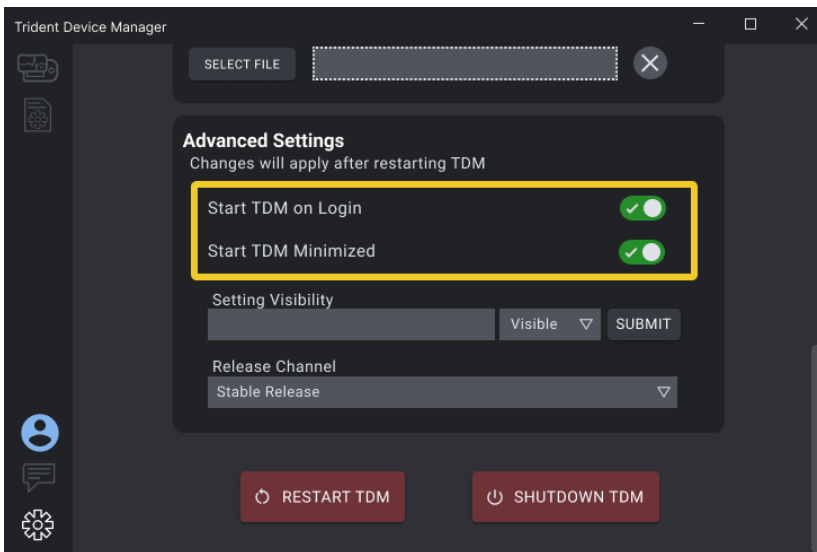 Trident Device Manager
SELECT FILE
Advanced Settings
Changes will apply after restarting TDM
Start TDM on Login
Start TDM Minimized
Setting Visibility
Visible
SUBMIT
Release Channel
Stable Release
RESTART TDM
SHUTDOWN TDM